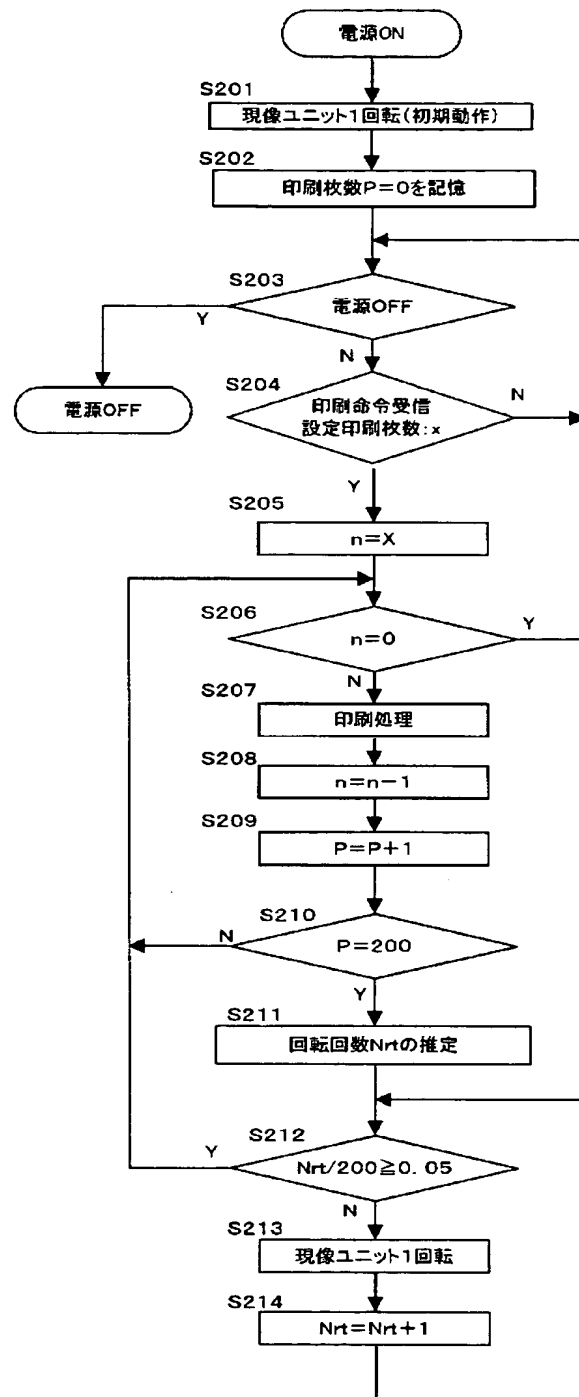 電源ON
S201
現像ユニット1回転(初期動作)
S202
印刷枚数P=0を記憶
S203
電源OFF
Y
N
電源OFF
S204
印刷命令受信
設定印刷枚数:x
N
Y
S205
n=X
S206
n=0
Y
N
S207
印刷処理
S208
n=n-1
S209
P=P+1
S210
P=200
N
Y
S211
回転回数Nrtの推定
S212
Nrt/200≧0.05
Y
N
S213
現像ユニット1回転
S214
Nrt=Nrt+1